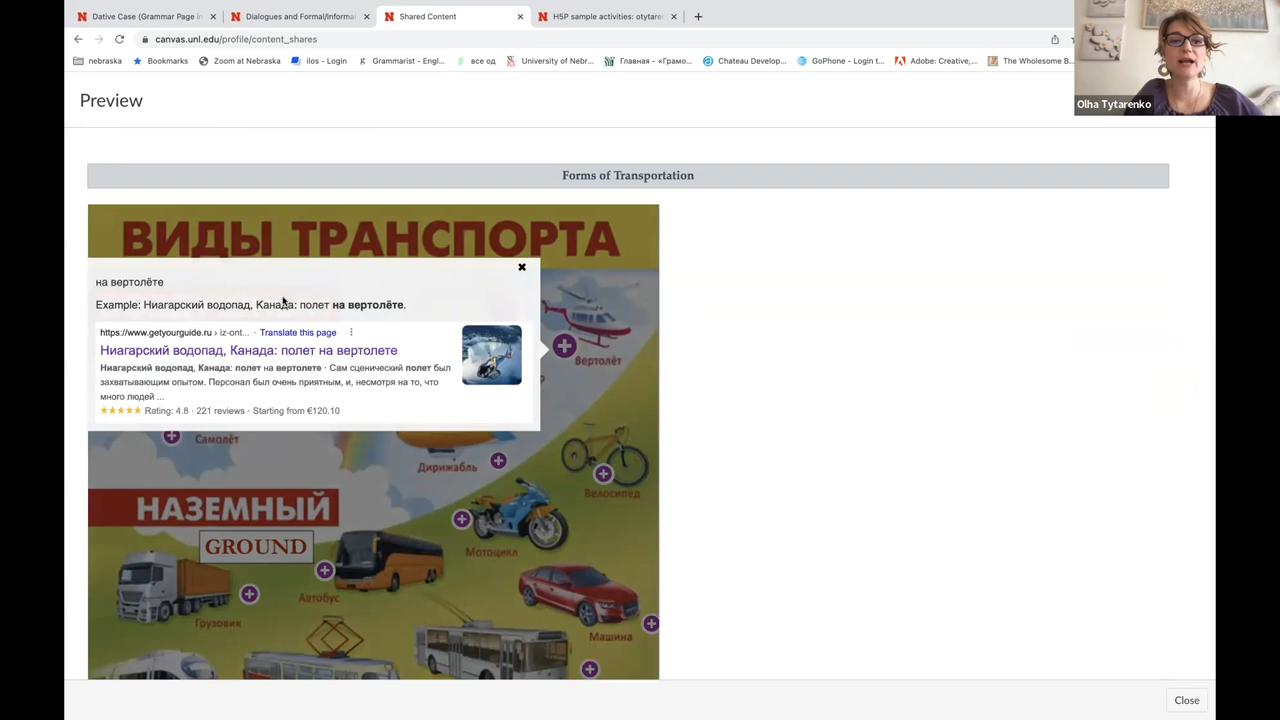 Dative Case (Grammar Page in
Dialogues and Formal/Informal
Shared Content
H5P sample activities: otytaren
canvas.unl.edu/profile/content_shares
nebraska
Bookmarks
Zoom at Nebraska
ilos - Login
Grammarist - Engl...
все од
University of Nebr...
Главная - «Грамо...
Chateau Develop...
GoPhone - Login t...
Adobe: Creative,...
The Wholesome B...
Olha Tytarenko
Preview
Forms of Transportation
ВИДЫ ТРАНСПОРТА
на вертолёте
Example: Ниагарский водопад, Канада: полет на вертолёте.
https://www.getyourguide.ru › iz-ont... · Translate this page
Ниагарский водопад, Канада: полет на вертолете
Ниагарский водопад, Канада: полет на вертолете · Сам сценический полет был
захватывающим опытом. Персонал был очень приятным, и, несмотря на то, что
много людей ...
Rating: 4.8 · 221 reviews · Starting from €120.10
Вертолёт
Самолёт
Дирижабль
Велосипед
НАЗЕМНЫЙ
GROUND
Мотоцикл
Автобус
Грузовик
Машина
Close